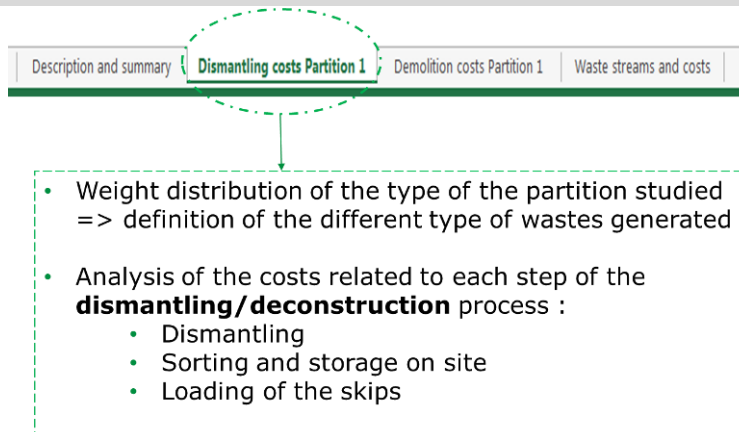 Description and summary Dismantling costs Partition 1 Demolition costs Partition 1 Waste streams and costs
• Weight distribution of the type of the partition studied
=> definition of the different type of wastes generated
• Analysis of the costs related to each step of the
dismantling/deconstruction process :
• Dismantling
• Sorting and storage on site
• Loading of the skips